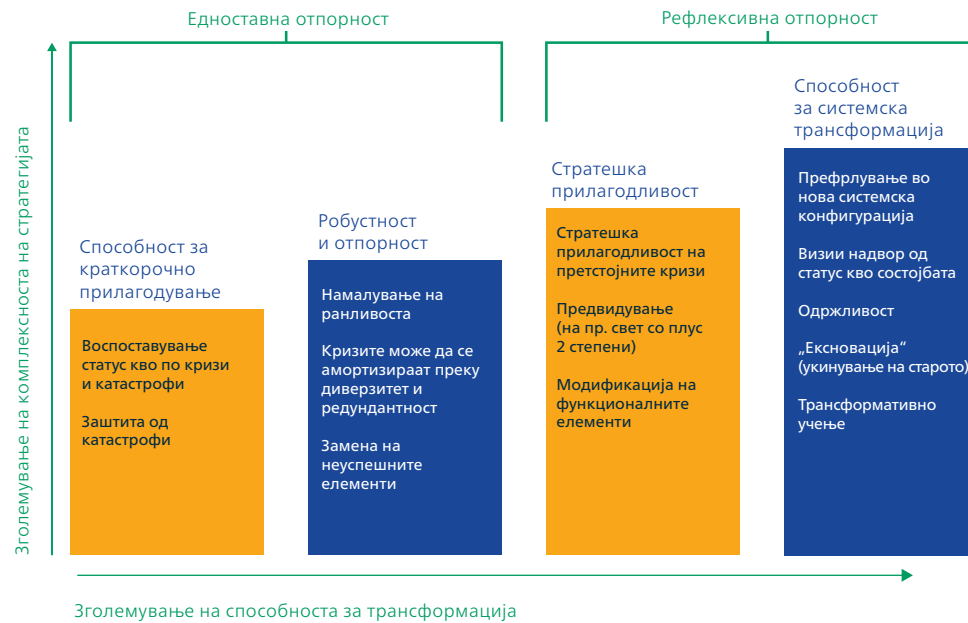 Едноставна отпорност
Рефлексивна отпорност
Зголемување на комплексноста на стратегијата
Способност за
краткорочно
прилагодување
Воспоставување
статус кво по кризи
и катастрофи
Заштита од
катастрофи
Робустност
и отпорност
Намалување на
ранливоста
Кризите може да се
амортизираат преку
диверзитет и
редундантност
Замена на
неуспешните
елементи
Стратешка
прилагодливост
Стратешка
прилагодливост на
претстојните кризи
Предвидување
(на пр. свет со плус
2 степени)
Модификација на
функционалните
елементи
Способност
за системска
трансформација
Префрлување во
нова системска
конфигурација
Визии надвор од
статус кво состојбата
Одржливост
„Ексновација“
(укинување на старото)
Трансформативно
учење
Зголемување на способноста за трансформација